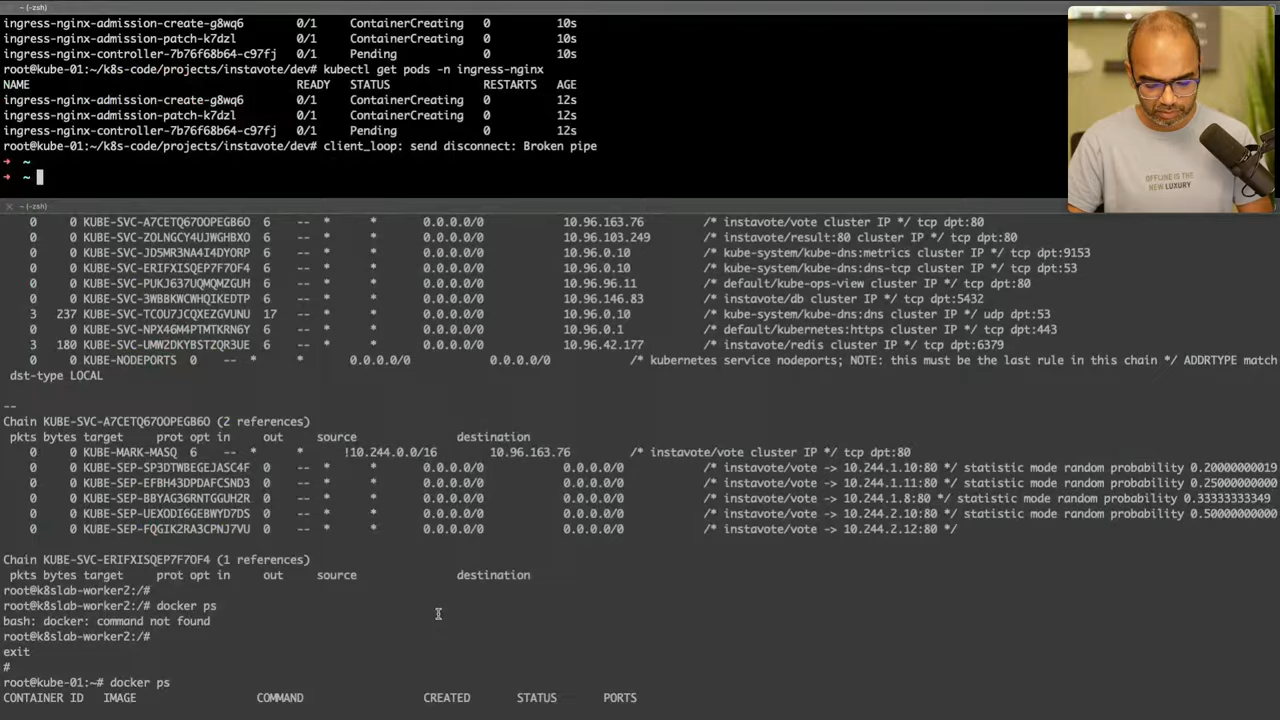 ~ (-zsh)
ingress-nginx-admission-create-g8wq6 0/1 ContainerCreating 0 10s
ingress-nginx-admission-patch-k7dzl 0/1 ContainerCreating 0 10s
ingress-nginx-controller-7b76f68b64-c97fj 0/1 Pending 0 10s
root@kube-01:~/k8s-code/projects/instavote/dev# kubectl get pods -n ingress-nginx
NAME READY STATUS RESTARTS AGE
ingress-nginx-admission-create-g8wq6 0/1 ContainerCreating 0 12s
ingress-nginx-admission-patch-k7dzl 0/1 ContainerCreating 0 12s
ingress-nginx-controller-7b76f68b64-c97fj 0/1 Pending 0 12s
root@kube-01:~/k8s-code/projects/instavote/dev# client_loop: send disconnect: Broken pipe
➜ ~
➜ ~
OFFLINE IS THE
NEW LUXURY
~ (-zsh)
0 0 KUBE-SVC-A7CETQ67OOPEGB6O 6 -- * * 0.0.0.0/0 10.96.163.76 /* instavote/vote cluster IP */ tcp dpt:80
0 0 KUBE-SVC-ZOLNGCY4UJWGHBXO 6 -- * * 0.0.0.0/0 10.96.103.249 /* instavote/result:80 cluster IP */ tcp dpt:80
0 0 KUBE-SVC-JD5MR3NA4I4DYORP 6 -- * * 0.0.0.0/0 10.96.0.10 /* kube-system/kube-dns:metrics cluster IP */ tcp dpt:9153
0 0 KUBE-SVC-ERIFXISQEP7F7OF4 6 -- * * 0.0.0.0/0 10.96.0.10 /* kube-system/kube-dns:dns-tcp cluster IP */ tcp dpt:53
0 0 KUBE-SVC-PUKJ637UQMQMZGUH 6 -- * * 0.0.0.0/0 10.96.96.11 /* default/kube-ops-view cluster IP */ tcp dpt:80
0 0 KUBE-SVC-3WBBKWCWHQIKEDTP 6 -- * * 0.0.0.0/0 10.96.146.83 /* instavote/db cluster IP */ tcp dpt:5432
3 237 KUBE-SVC-TCOU7JCQXEZGVUNU 17 -- * * 0.0.0.0/0 10.96.0.10 /* kube-system/kube-dns:dns cluster IP */ udp dpt:53
0 0 KUBE-SVC-NPX46M4PTMTKRN6Y 6 -- * * 0.0.0.0/0 10.96.0.1 /* default/kubernetes:https cluster IP */ tcp dpt:443
3 180 KUBE-SVC-UMW2DKYBSTZQR3UE 6 -- * * 0.0.0.0/0 10.96.42.177 /* instavote/redis cluster IP */ tcp dpt:6379
0 0 KUBE-NODEPORTS 0 -- * * 0.0.0.0/0 0.0.0.0/0 /* kubernetes service nodeports; NOTE: this must be the last rule in this chain */ ADDRTYPE match
dst-type LOCAL
--
Chain KUBE-SVC-A7CETQ67OOPEGB6O (2 references)
pkts bytes target prot opt in out source destination
0 0 KUBE-MARK-MASQ 6 -- * * !10.244.0.0/16 10.96.163.76 /* instavote/vote cluster IP */ tcp dpt:80
0 0 KUBE-SEP-SP3DTWBEGEJASC4F 0 -- * * 0.0.0.0/0 0.0.0.0/0 /* instavote/vote -> 10.244.1.10:80 */ statistic mode random probability 0.20000000019
0 0 KUBE-SEP-EFBH43DPDAFCSND3 0 -- * * 0.0.0.0/0 0.0.0.0/0 /* instavote/vote -> 10.244.1.11:80 */ statistic mode random probability 0.25000000000
0 0 KUBE-SEP-BBYAG36RNTGGUH2R 0 -- * * 0.0.0.0/0 0.0.0.0/0 /* instavote/vote -> 10.244.1.8:80 */ statistic mode random probability 0.33333333349
0 0 KUBE-SEP-UEXODI6GEBWYD7DS 0 -- * * 0.0.0.0/0 0.0.0.0/0 /* instavote/vote -> 10.244.2.10:80 */ statistic mode random probability 0.50000000000
0 0 KUBE-SEP-FQGIK2RA3CPNJ7VU 0 -- * * 0.0.0.0/0 0.0.0.0/0 /* instavote/vote -> 10.244.2.12:80 */
Chain KUBE-SVC-ERIFXISQEP7F7OF4 (1 references)
pkts bytes target prot opt in out source destination
root@k8slab-worker2:/#
root@k8slab-worker2:/# docker ps
bash: docker: command not found
root@k8slab-worker2:/#
exit
#
root@kube-01:~# docker ps
CONTAINER ID IMAGE COMMAND CREATED STATUS PORTS